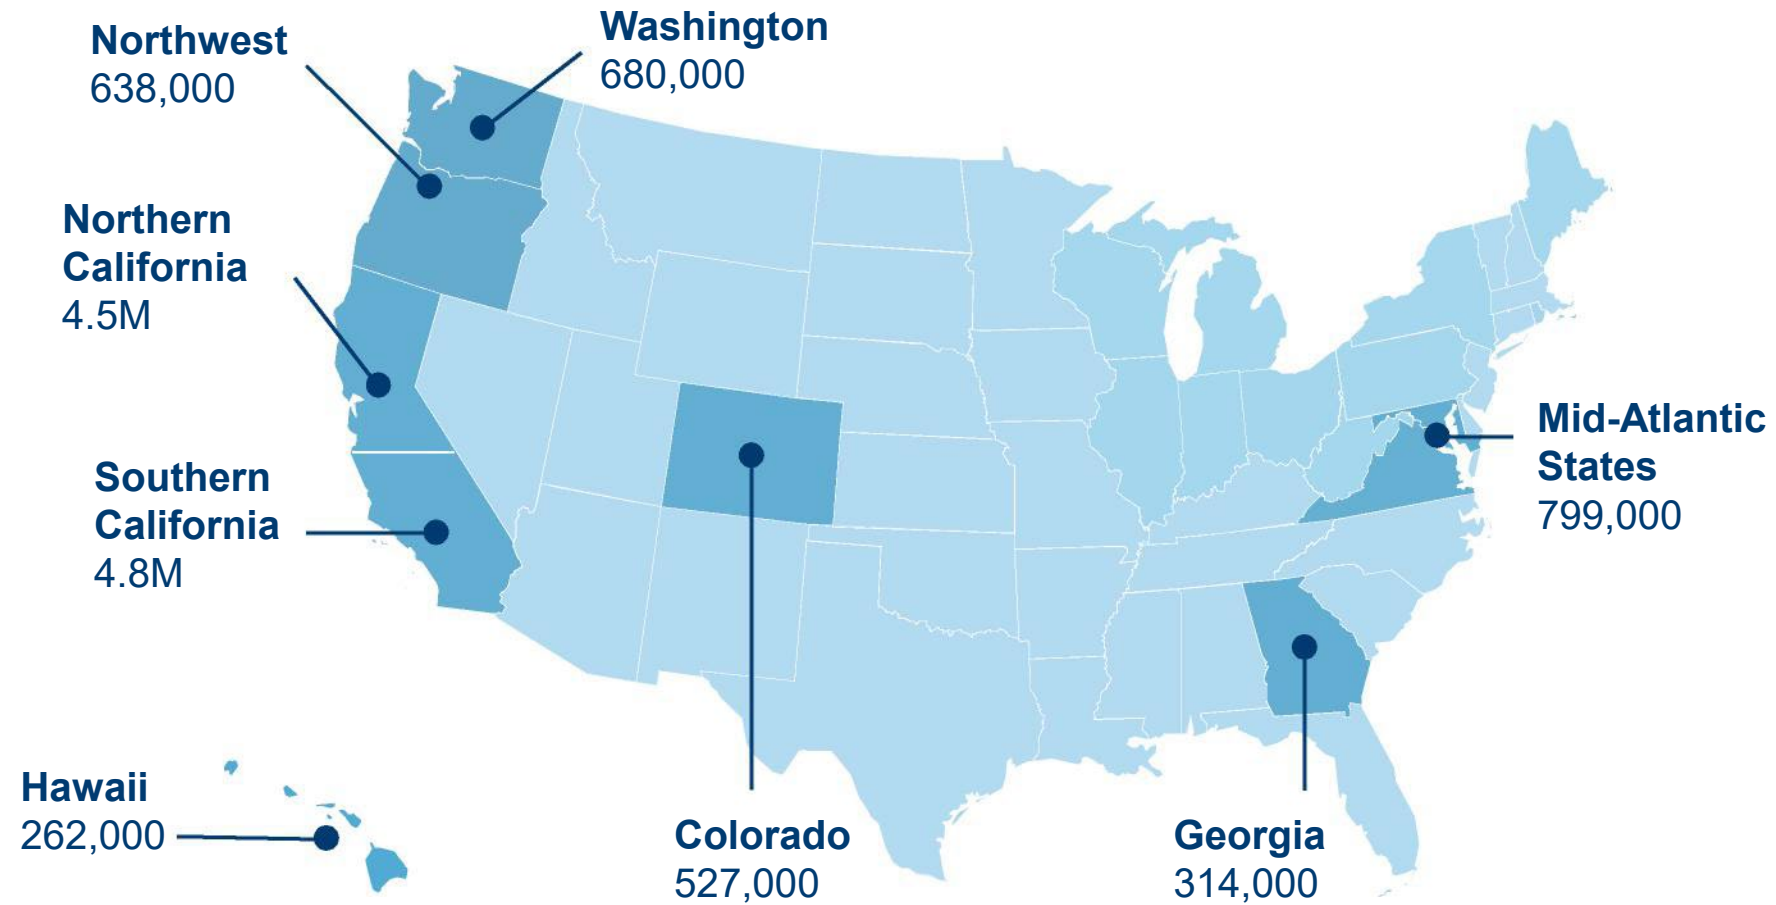 Northwest
638,000
Washington
680,000
Northern
California
4.5M
Southern
California
4.8M
Mid-Atlantic
States
799,000
Hawaii
262,000
Colorado
527,000
Georgia
314,000